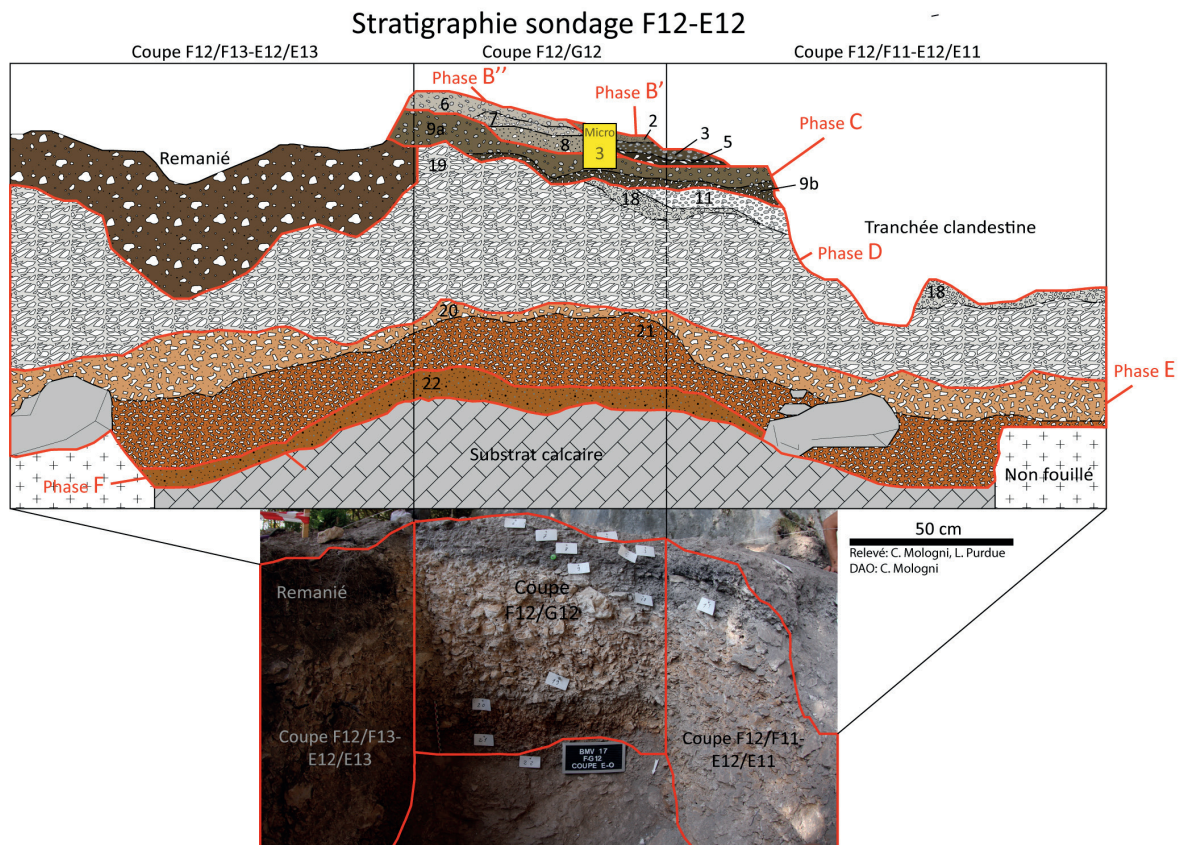 Stratigraphie sondage F12-E12
Coupe F12/F13-E12/E13
Coupe F12/G12
Coupe F12/F11-E12/E11
Phase B''
Phase B'
6
7
2
9a
8
Micro
3
3
5
Phase C
Remanié
19
9b
18
11
Tranchée clandestine
Phase D
18
20
21
22
Phase E
Substrat calcaire
Non fouillé
Phase F
50 cm
Relevé: C. Mologni, L. Purdue
DAO: C. Mologni
Remanié
Coupe
F12/G12
Coupe F12/F13-
E12/E13
Coupe F12/F11-
E12/E11
BMV 17
F-G12
COUPE E-O